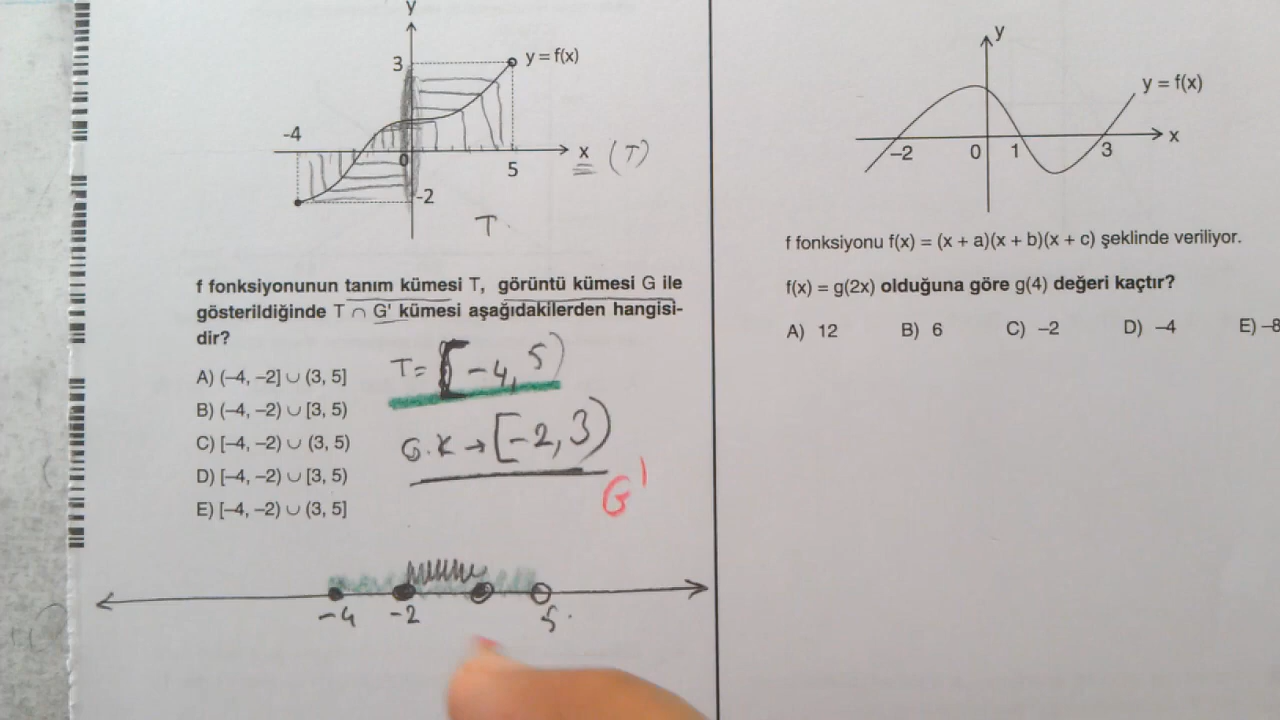 y
3
y = f(x)
-4
0
5
x (T)
-2
T.
f fonksiyonunun tanım kümesi T, görüntü kümesi G ile
gösterildiğinde T ∩ G' kümesi aşağıdakilerden hangisi-
dir?
A) (–4, –2] ∪ (3, 5]
B) (–4, –2) ∪ [3, 5)
C) [–4, –2) ∪ (3, 5)
D) [–4, –2) ∪ [3, 5)
E) [–4, –2) ∪ (3, 5]
T= [-4, 5)
G.K → [-2, 3)
G'
-4 -2 5.
y
y = f(x)
x
–2 0 1 3
f fonksiyonu f(x) = (x + a)(x + b)(x + c) şeklinde veriliyor.
f(x) = g(2x) olduğuna göre g(4) değeri kaçtır?
A) 12 B) 6 C) –2 D) –4 E) –8